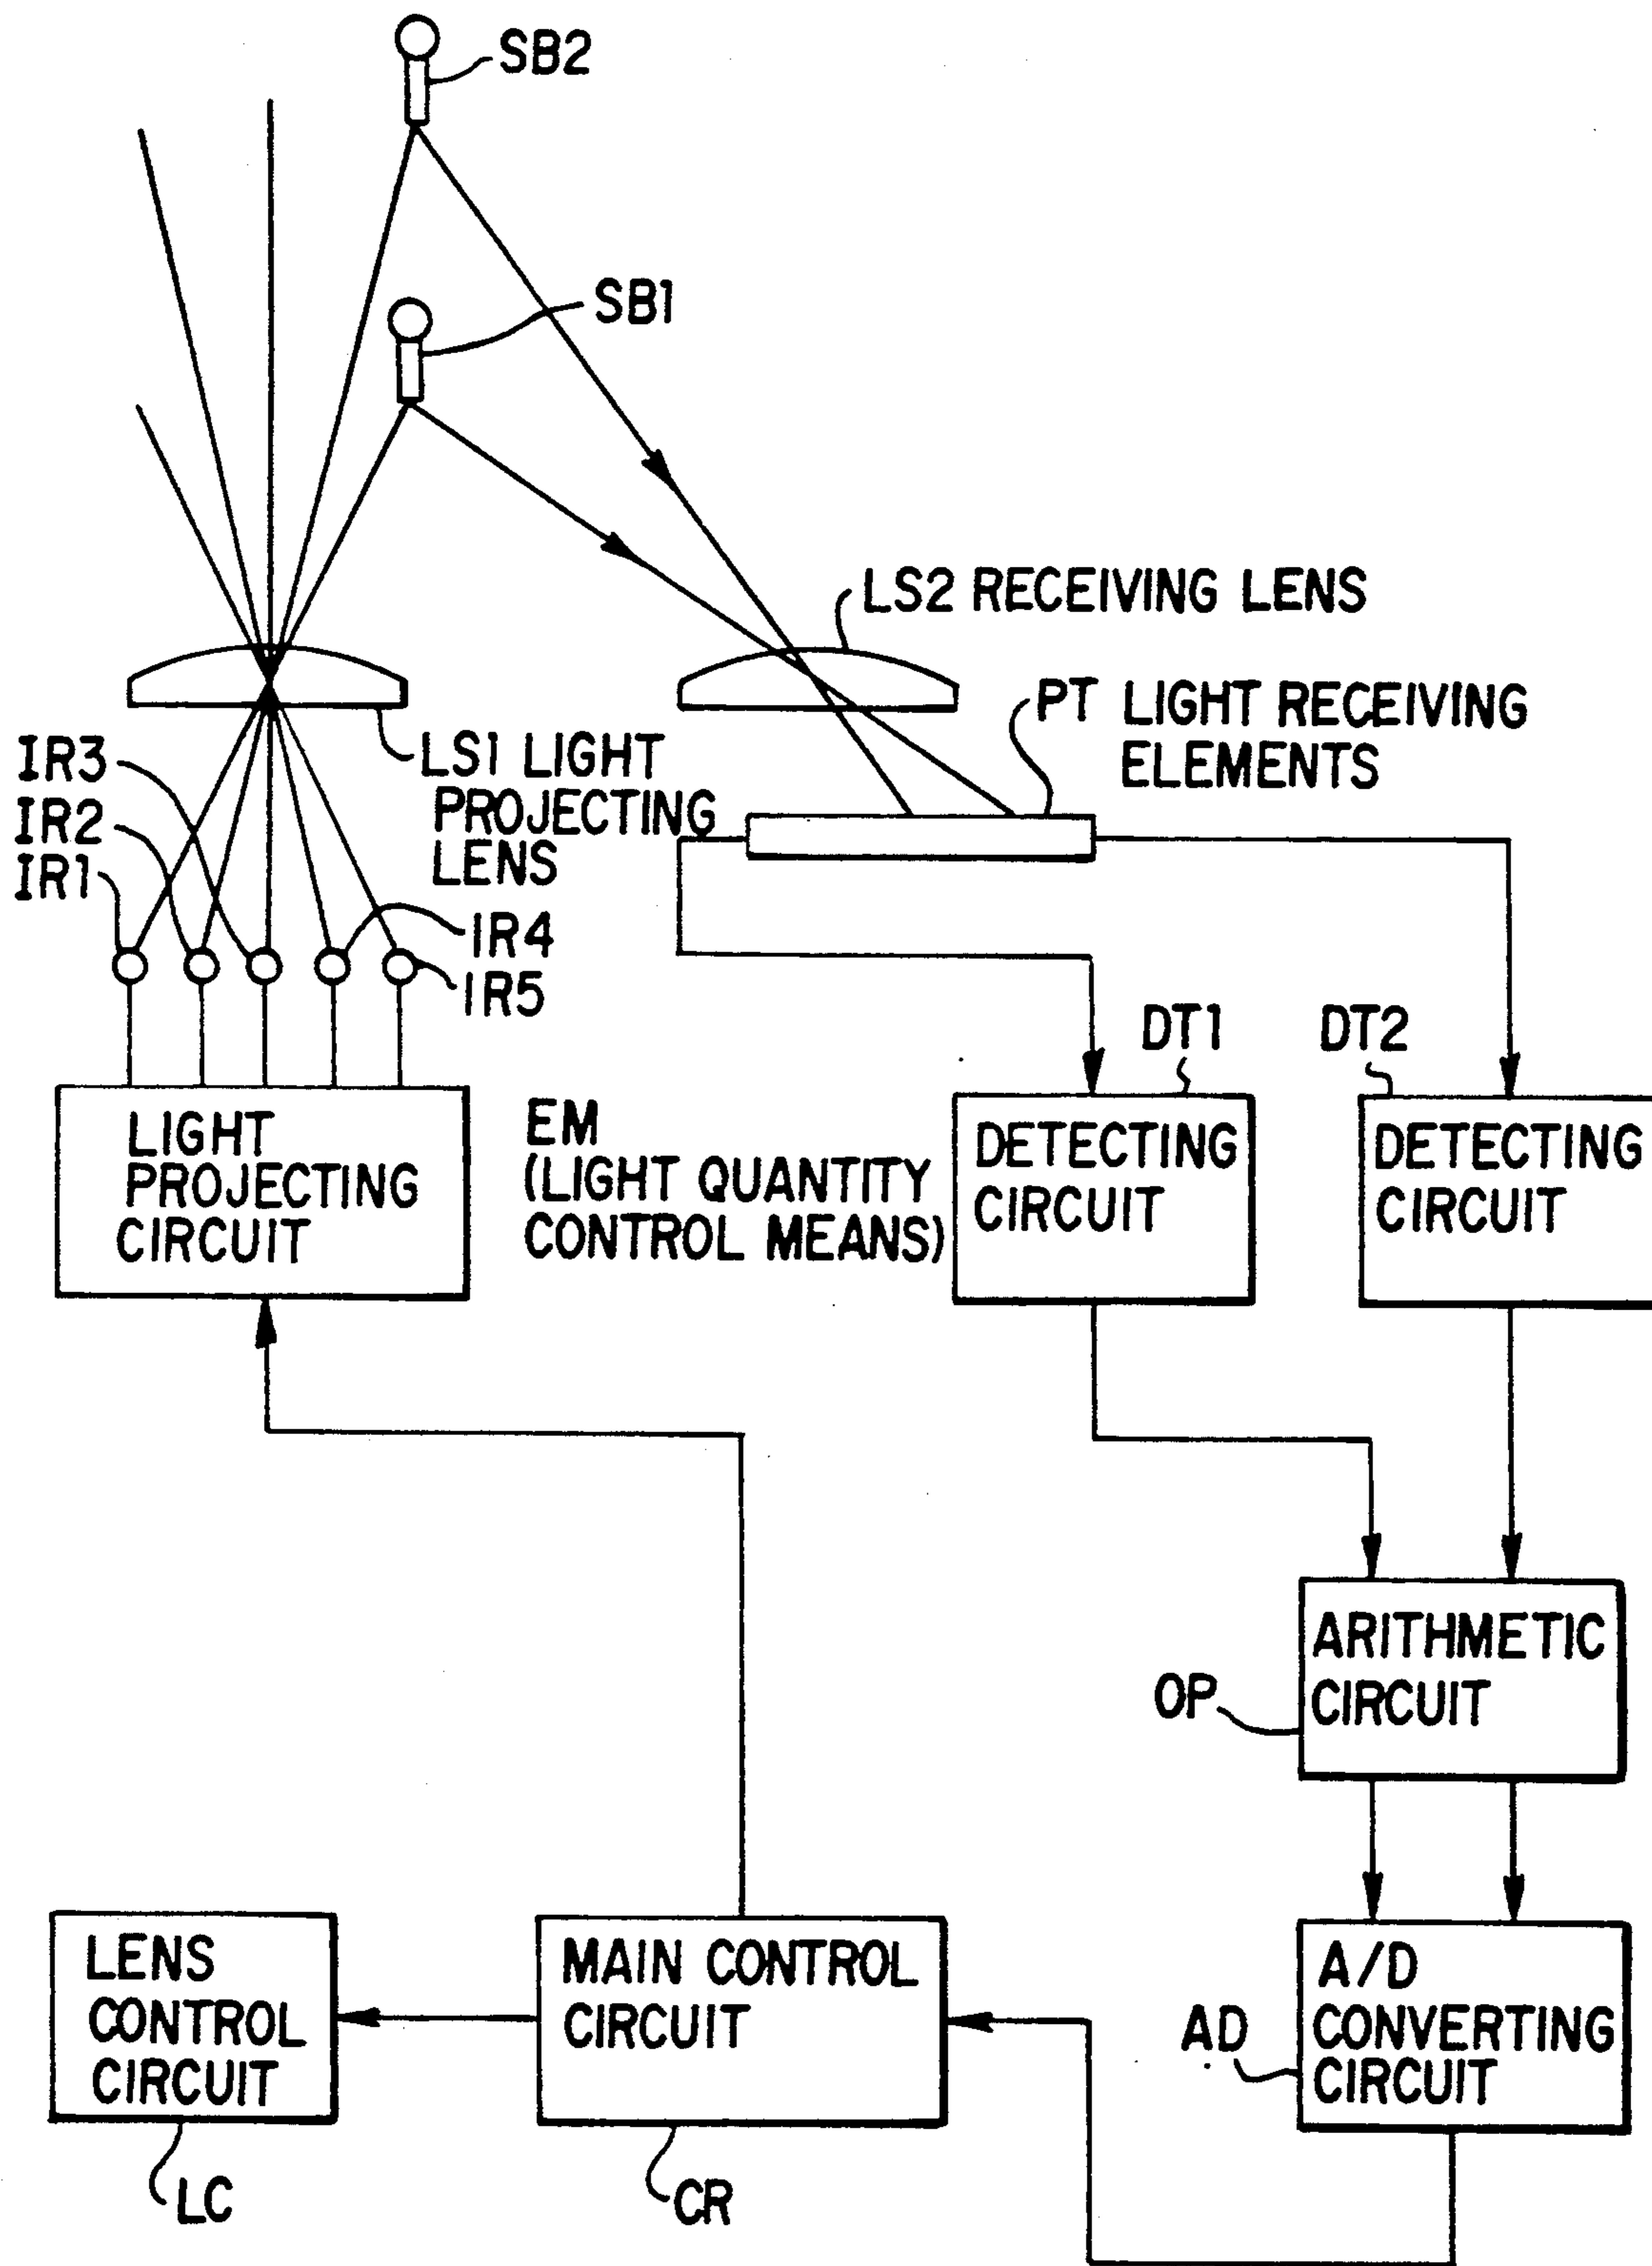 SB2
SB1
LS2 RECEIVING LENS
PT LIGHT RECEIVING
ELEMENTS
LS1 LIGHT
PROJECTING
LENS
IR3
IR2
IR1
IR4
IR5
DT1
DT2
LIGHT
PROJECTING
CIRCUIT
EM
(LIGHT QUANTITY
CONTROL MEANS)
DETECTING
CIRCUIT
DETECTING
CIRCUIT
ARITHMETIC
CIRCUIT
OP
LENS
CONTROL
CIRCUIT
MAIN CONTROL
CIRCUIT
A/D
CONVERTING
CIRCUIT
AD
LC
CR